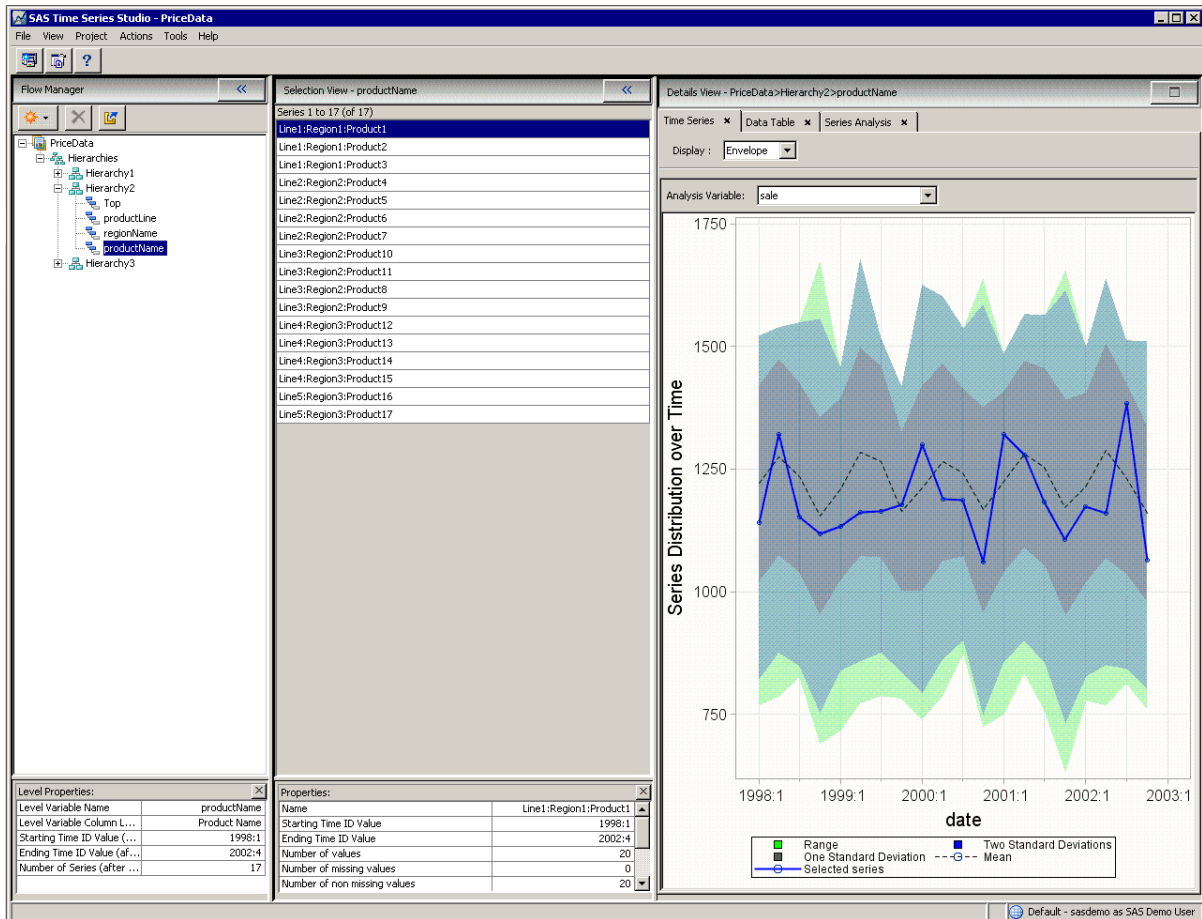 SAS Time Series Studio - PriceData
File View Project Actions Tools Help
?
Flow Manager
PriceData
Hierarchies
Hierarchy1
Hierarchy2
Top
productLine
regionName
productName
Hierarchy3
Level Properties:
Level Variable Name productName
Level Variable Column L... Product Name
Starting Time ID Value (... 1998:1
Ending Time ID Value (af... 2002:4
Number of Series (after ... 17
Selection View - productName
Series 1 to 17 (of 17)
Line1:Region1:Product1
Line1:Region1:Product2
Line1:Region1:Product3
Line2:Region2:Product4
Line2:Region2:Product5
Line2:Region2:Product6
Line2:Region2:Product7
Line3:Region2:Product10
Line3:Region2:Product11
Line3:Region2:Product8
Line3:Region2:Product9
Line4:Region3:Product12
Line4:Region3:Product13
Line4:Region3:Product14
Line4:Region3:Product15
Line5:Region3:Product16
Line5:Region3:Product17
Properties:
Name Line1:Region1:Product1
Starting Time ID Value 1998:1
Ending Time ID Value 2002:4
Number of values 20
Number of missing values 0
Number of non missing values 20
Details View - PriceData>Hierarchy2>productName
Time Series Data Table Series Analysis
Display : Envelope
Analysis Variable: sale
Series Distribution over Time
1750
1500
1250
1000
750
1998:1 1999:1 2000:1 2001:1 2002:1 2003:1
date
Range Two Standard Deviations
One Standard Deviation Mean
Selected series
Default - sasdemo as SAS Demo User